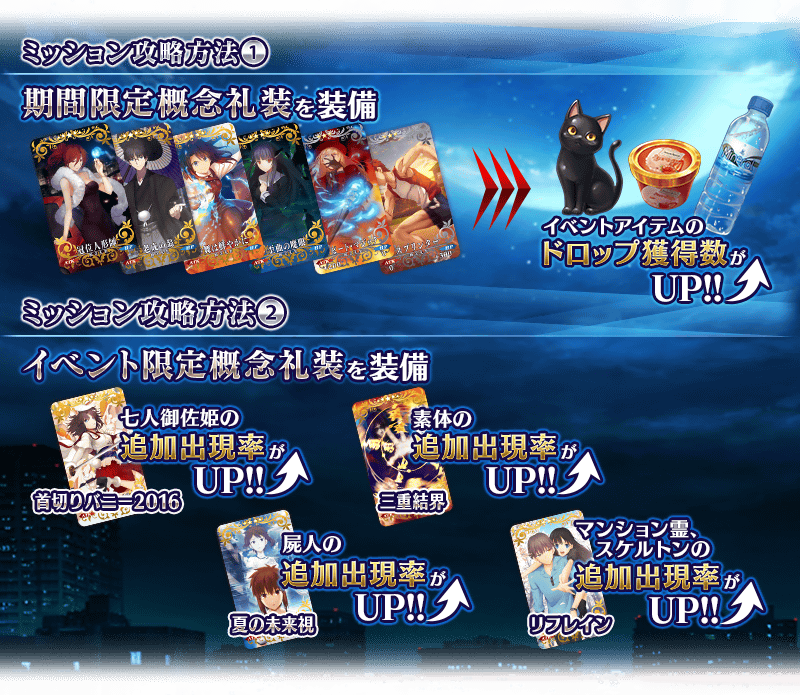 ミッション攻略方法①
期間限定概念礼装を装備
イベントアイテムの
ドロップ獲得数が
UP!!
ミッション攻略方法②
イベント限定概念礼装を装備
七人御佐姫の
追加出現率が
UP!!
首切りバニー2016
素体の
追加出現率が
UP!!
三重結界
屍人の
追加出現率が
UP!!
夏の未来視
マンション霊、
スケルトンの
追加出現率が
UP!!
リフレイン